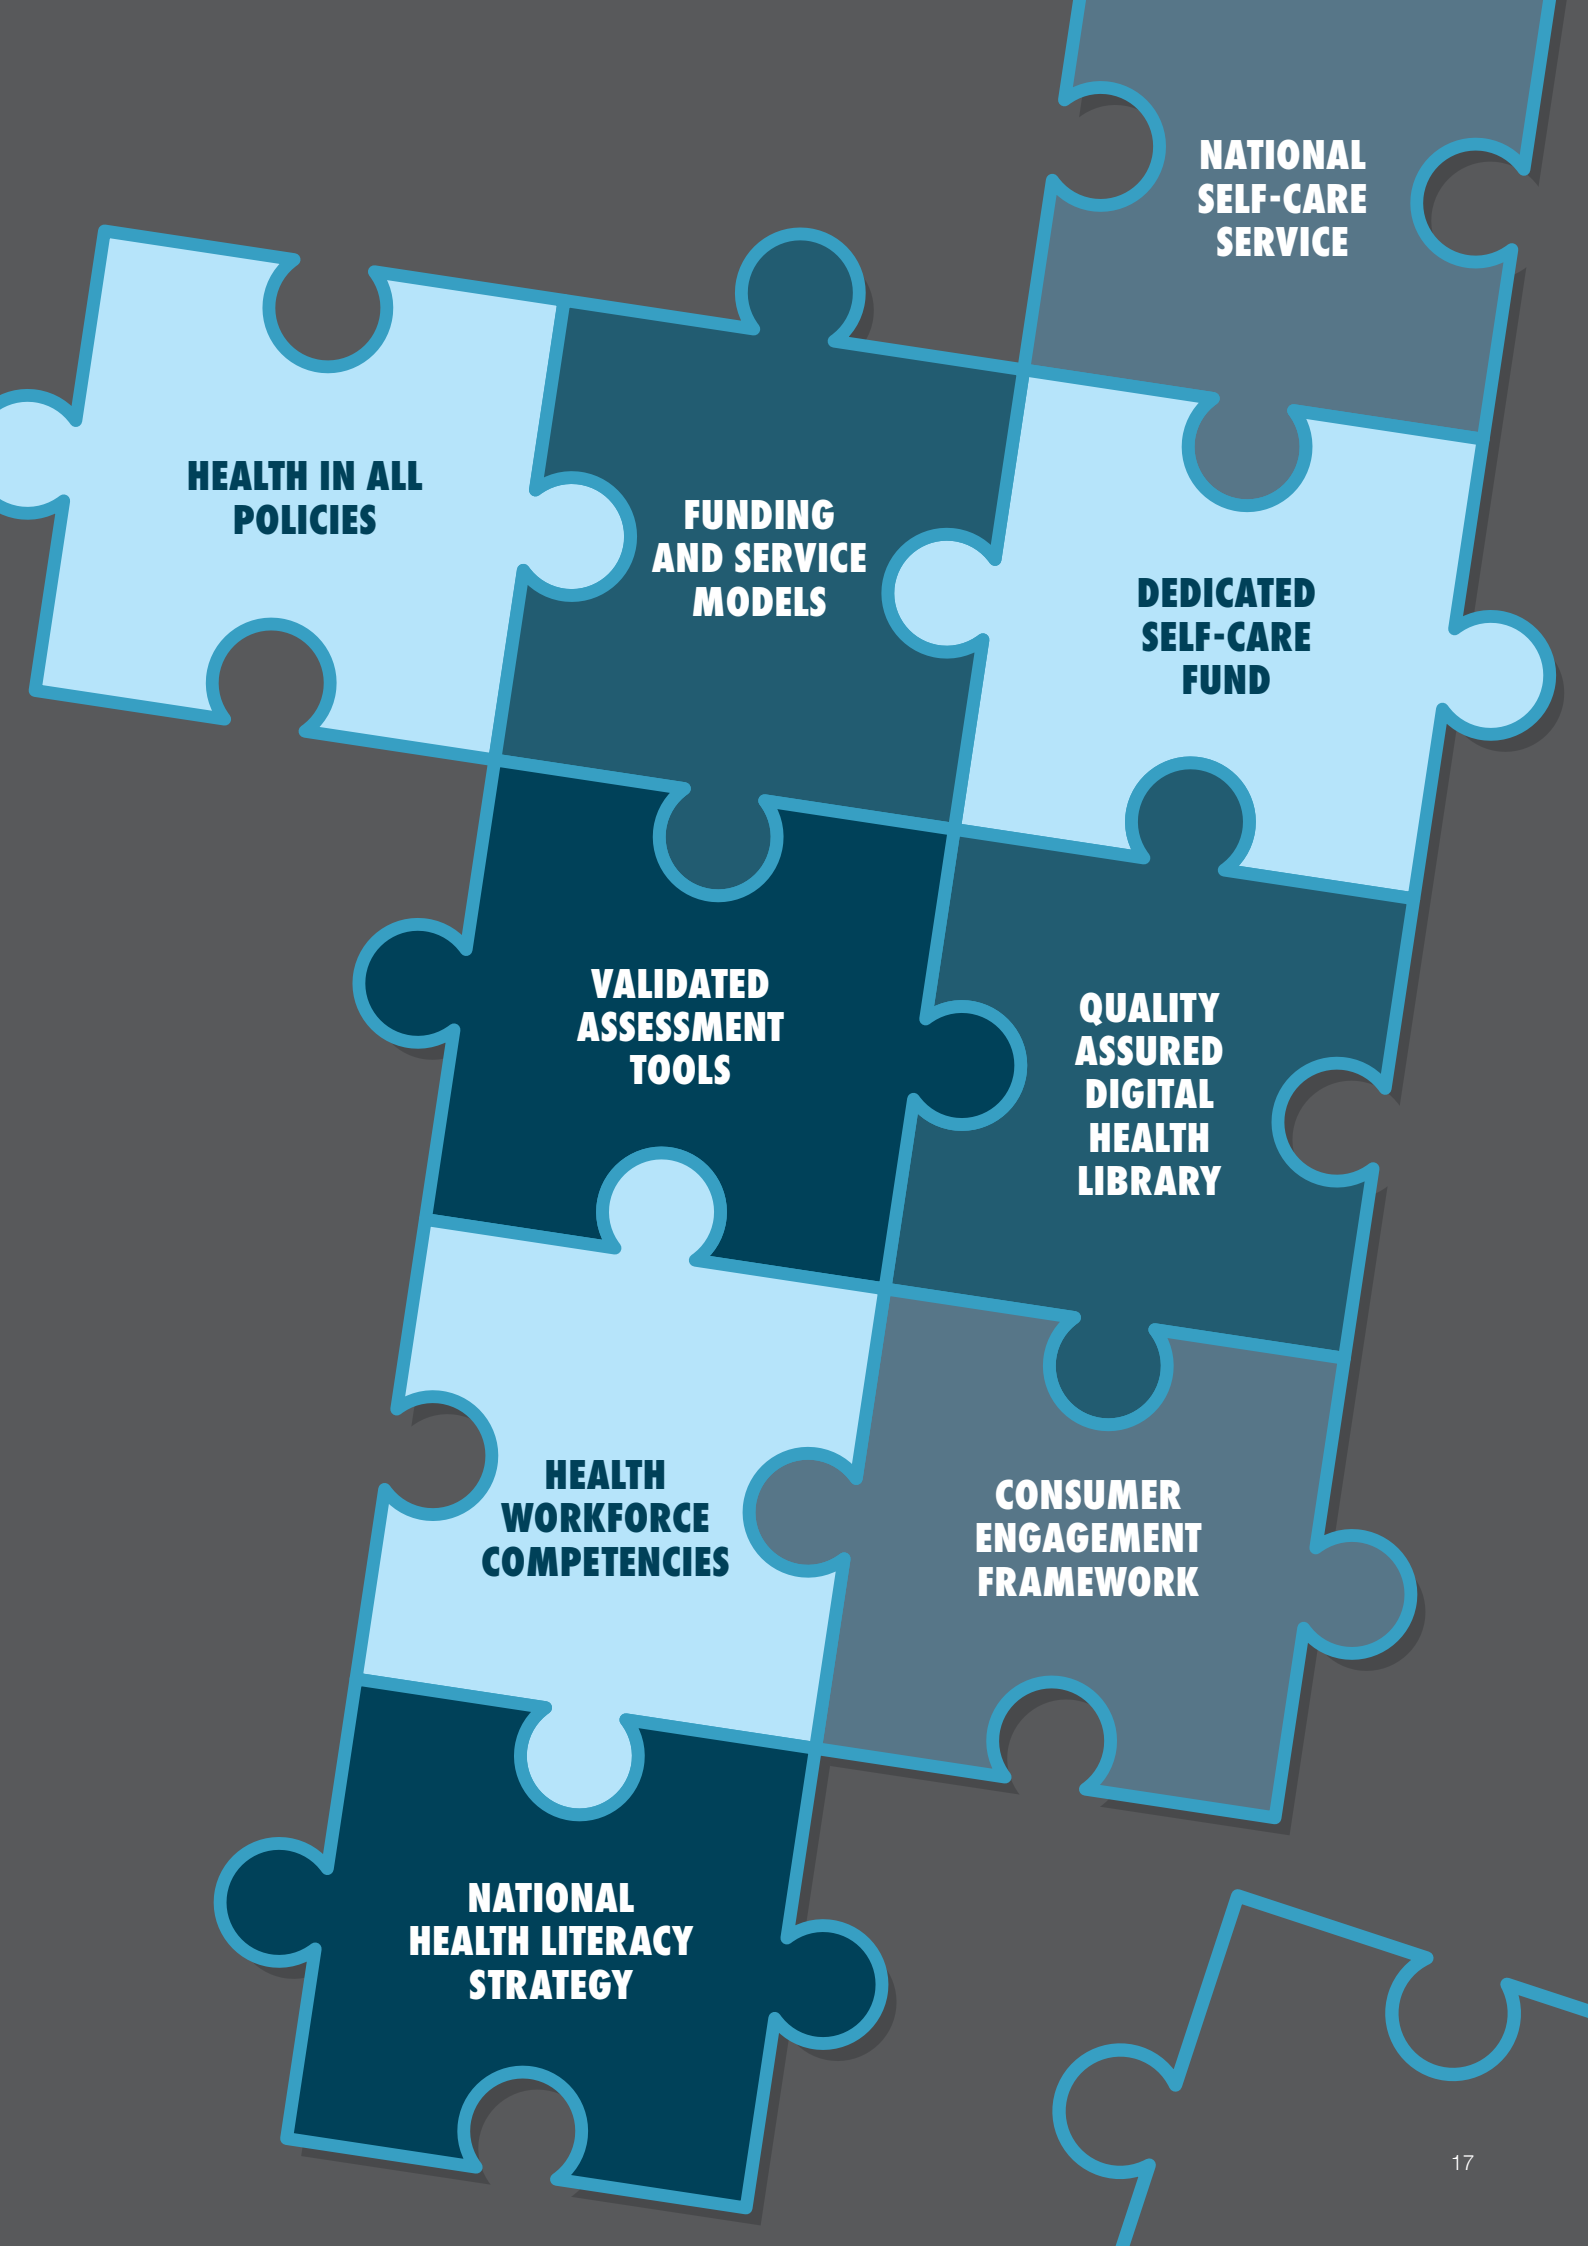 NATIONAL
SELF-CARE
SERVICE
HEALTH IN ALL
POLICIES
FUNDING
AND SERVICE
MODELS
DEDICATED
SELF-CARE
FUND
VALIDATED
ASSESSMENT
TOOLS
QUALITY
ASSURED
DIGITAL
HEALTH
LIBRARY
HEALTH
WORKFORCE
COMPETENCIES
CONSUMER
ENGAGEMENT
FRAMEWORK
NATIONAL
HEALTH LITERACY
STRATEGY
17